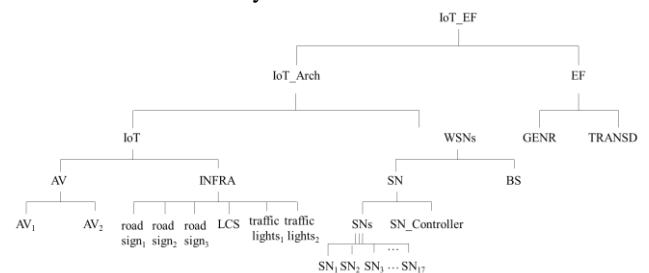 IoT_EF
IoT_Arch EF
IoT WSNs GENR TRANSD
AV INFRA SN BS
AV₁ AV₂ road sign₁ road sign₂ road sign₃ LCS traffic lights₁ traffic lights₂ SNs SN_Controller
...
SN₁ SN₂ SN₃ ... SN₁₇